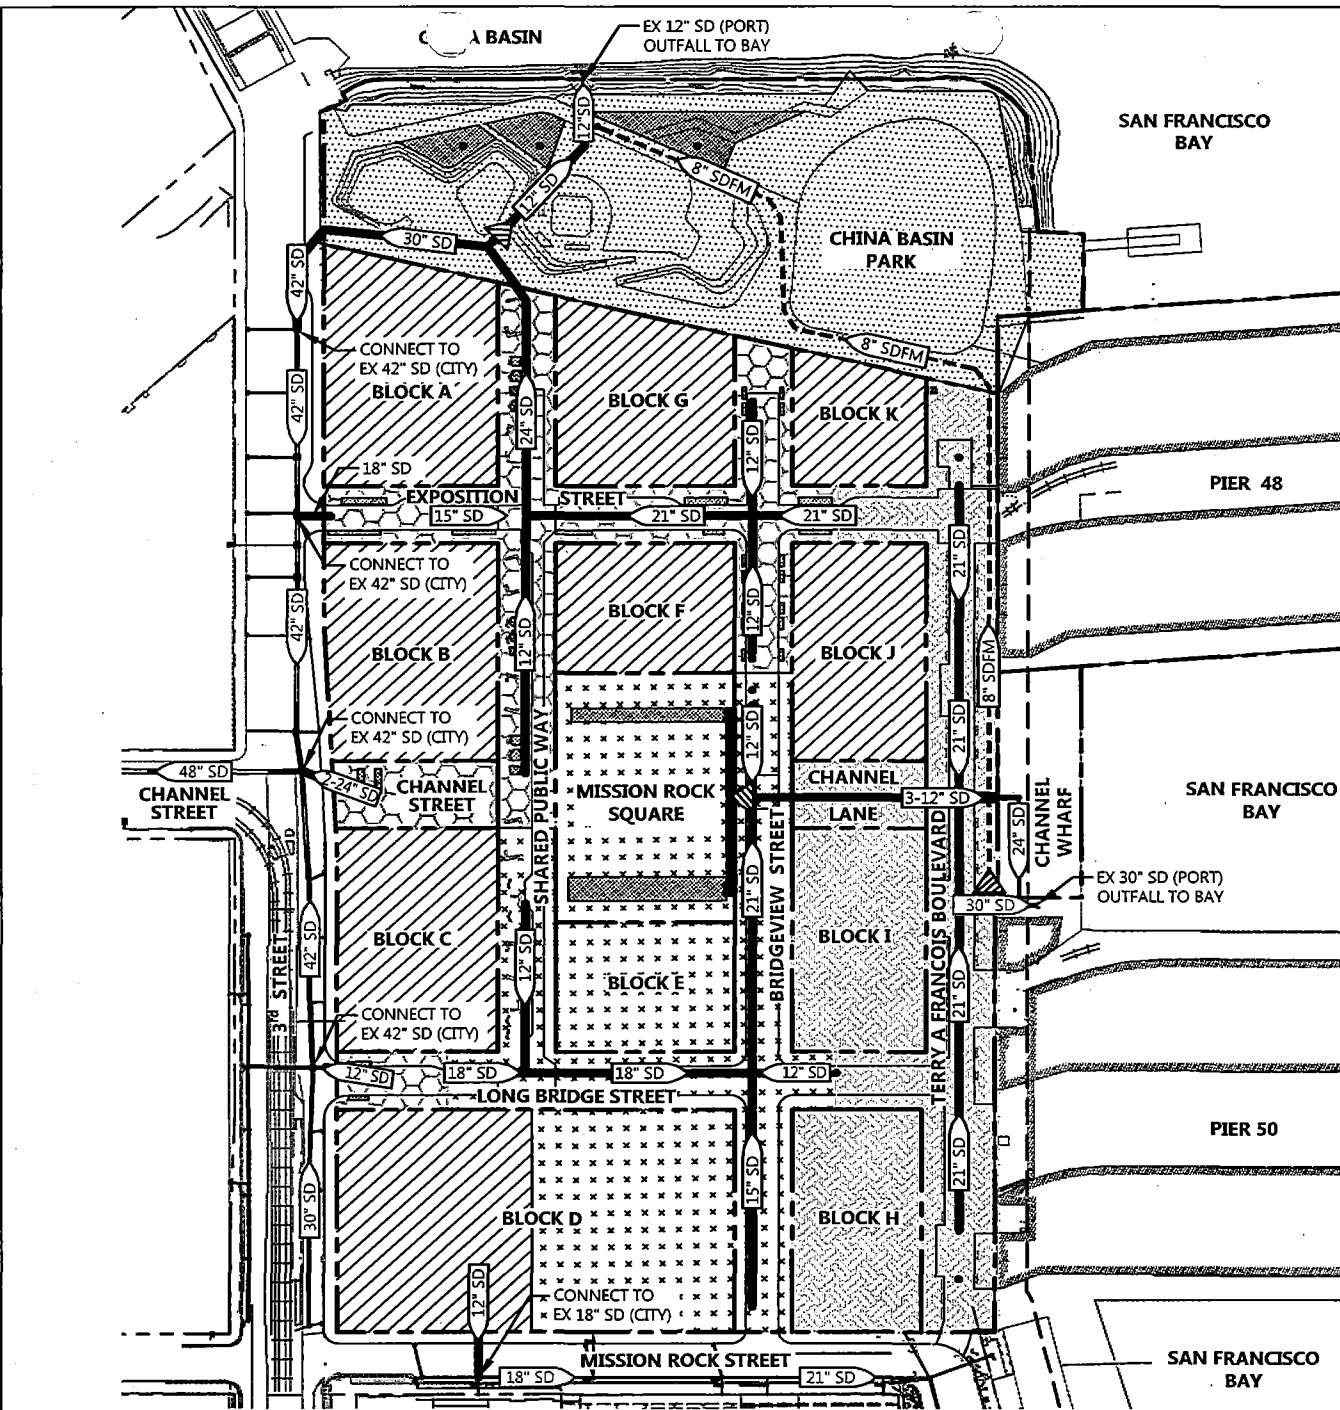 EX 12" SD (PORT)
OUTFALL TO BAY
A BASIN
SAN FRANCISCO
BAY
12" SD
8" SDFM
12" SD
30" SD
CHINA BASIN
PARK
42" SD
8" SDFM
CONNECT TO
EX 42" SD (CITY)
BLOCK A
42" SD
24" SD
BLOCK G
BLOCK K
12" SD
18" SD
EXPOSITION STREET
PIER 48
15" SD
21" SD
21" SD
CONNECT TO
EX 42" SD (CITY)
21" SD
BLOCK F
12" SD
42" SD
12" SD
BLOCK B
BLOCK J
8" SDFM
CONNECT TO
EX 42" SD (CITY)
12" SD
21" SD
48" SD
2-24" SD
CHANNEL
STREET
CHANNEL
STREET
SHARED PUBLIC WAY
MISSION ROCK
SQUARE
CHANNEL
LANE
3-12" SD
24" SD
CHANNEL
WHARF
SAN FRANCISCO
BAY
EX 30" SD (PORT)
OUTFALL TO BAY
30" SD
21" SD
BRIDGEVIEW STREET
TERRY A FRANCOIS BOULEVARD
42" SD
BLOCK C
BLOCK I
12" SD
BLOCK E
21" SD
3rd STREET
CONNECT TO
EX 42" SD (CITY)
12" SD
18" SD
18" SD
12" SD
LONG BRIDGE STREET
PIER 50
30" SD
15" SD
21" SD
BLOCK D
BLOCK H
12" SD
CONNECT TO
EX 18" SD (CITY)
MISSION ROCK STREET
18" SD
21" SD
SAN FRANCISCO
BAY